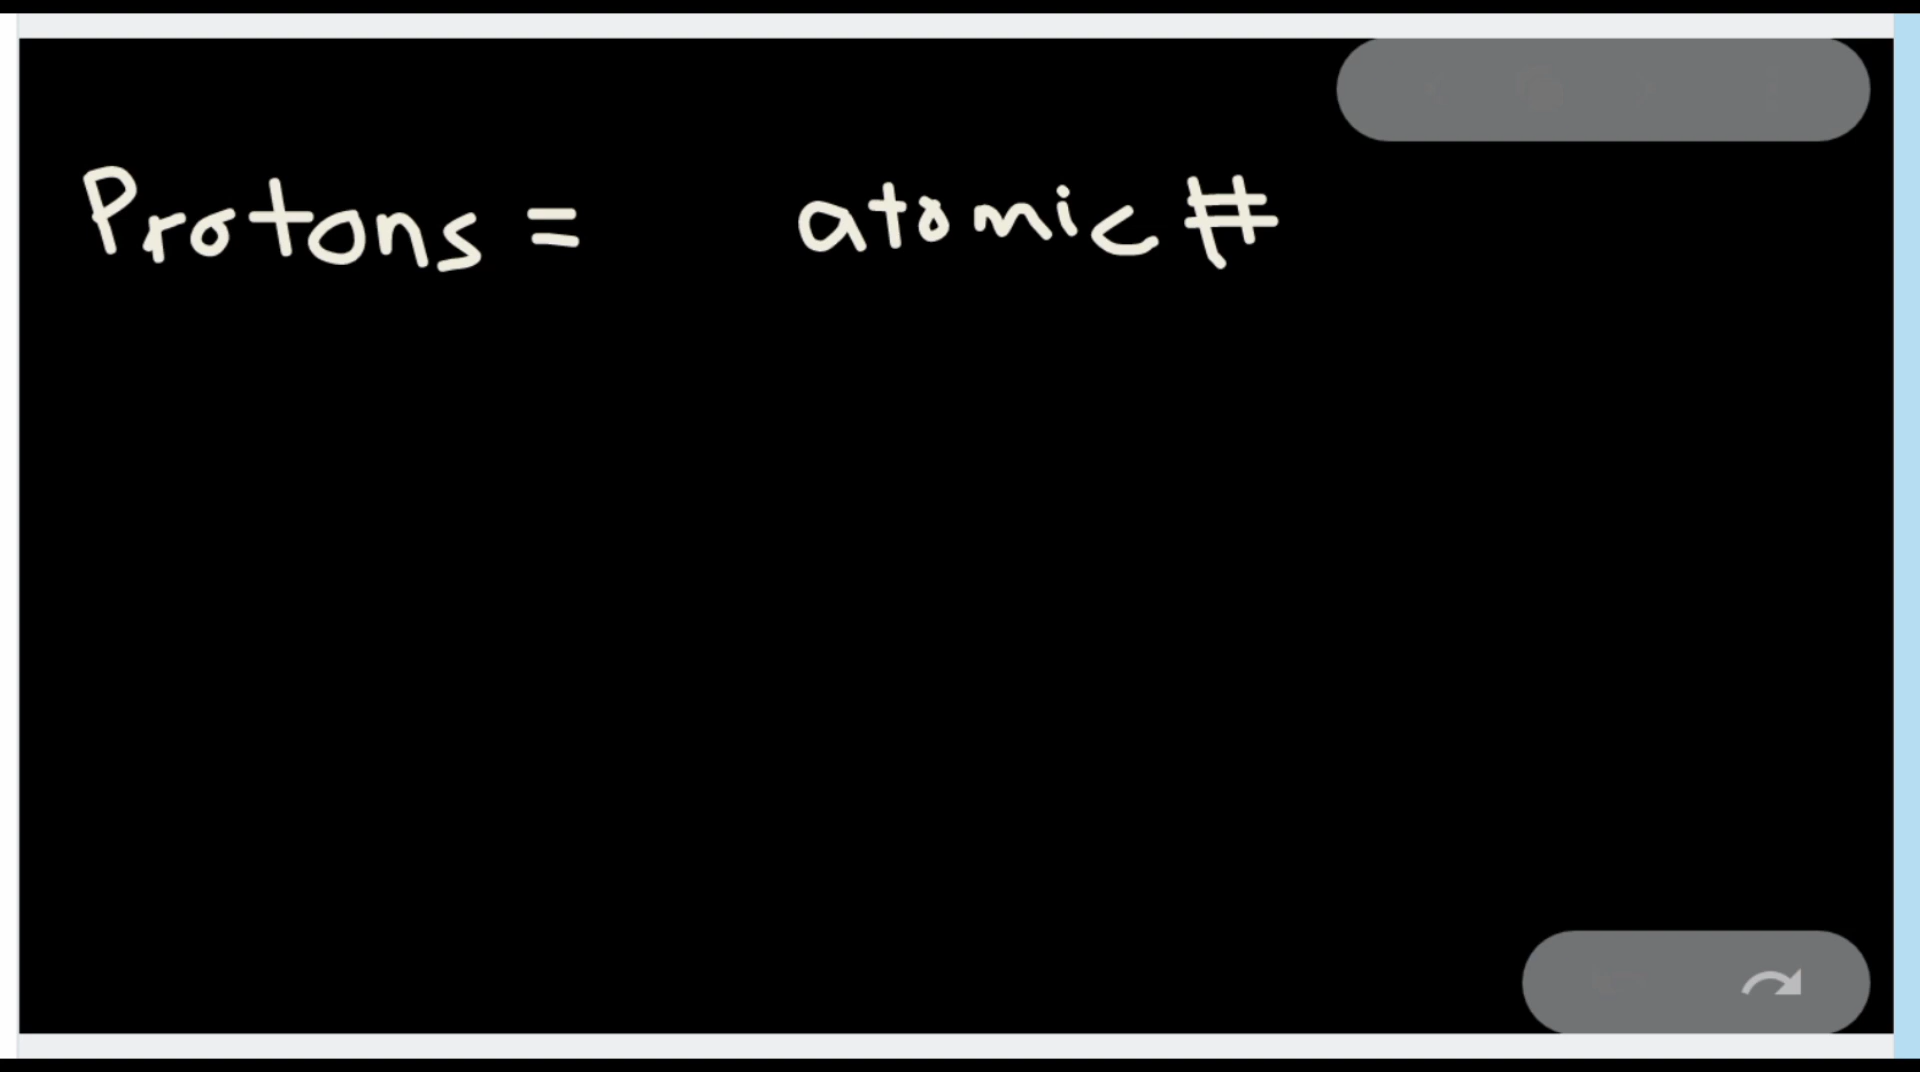 Protons = atomic #